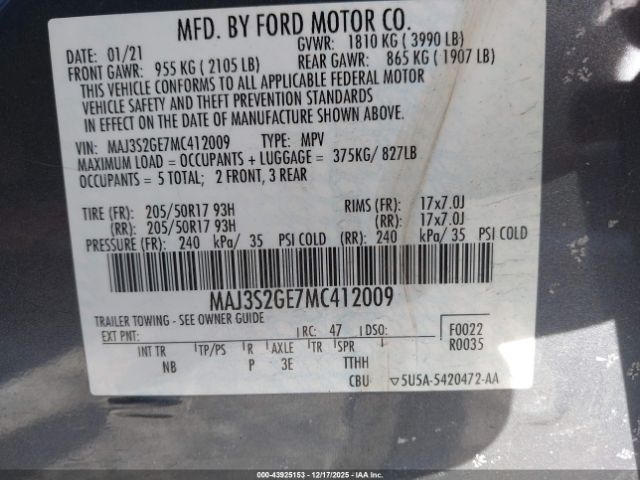 MFD. BY FORD MOTOR CO.
DATE: 01/21 GVWR: 1810 KG ( 3990 LB)
FRONT GAWR: 955 KG ( 2105 LB) REAR GAWR: 865 KG ( 1907 LB)
THIS VEHICLE CONFORMS TO ALL APPLICABLE FEDERAL MOTOR
VEHICLE SAFETY AND THEFT PREVENTION STANDARDS
IN EFFECT ON THE DATE OF MANUFACTURE SHOWN ABOVE.
VIN: MAJ3S2GE7MC412009 TYPE: MPV
MAXIMUM LOAD = OCCUPANTS + LUGGAGE = 375KG/ 827LB
OCCUPANTS = 5 TOTAL; 2 FRONT, 3 REAR
TIRE (FR): 205/50R17 93H RIMS (FR): 17x7.0J
(RR): 205/50R17 93H (RR): 17x7.0J
PRESSURE (FR): 240 kPa/ 35 PSI COLD (RR): 240 kPa/ 35 PSI COLD
MAJ3S2GE7MC412009
TRAILER TOWING - SEE OWNER GUIDE
EXT PNT: RC: 47 DSO: F0022
R0035
INT TR TP/PS R AXLE TR SPR
NB P 3E TTHH
CBU ▽5U5A-5420472-AA
00-43925153 - 12/17/2025 - IAAI.COM